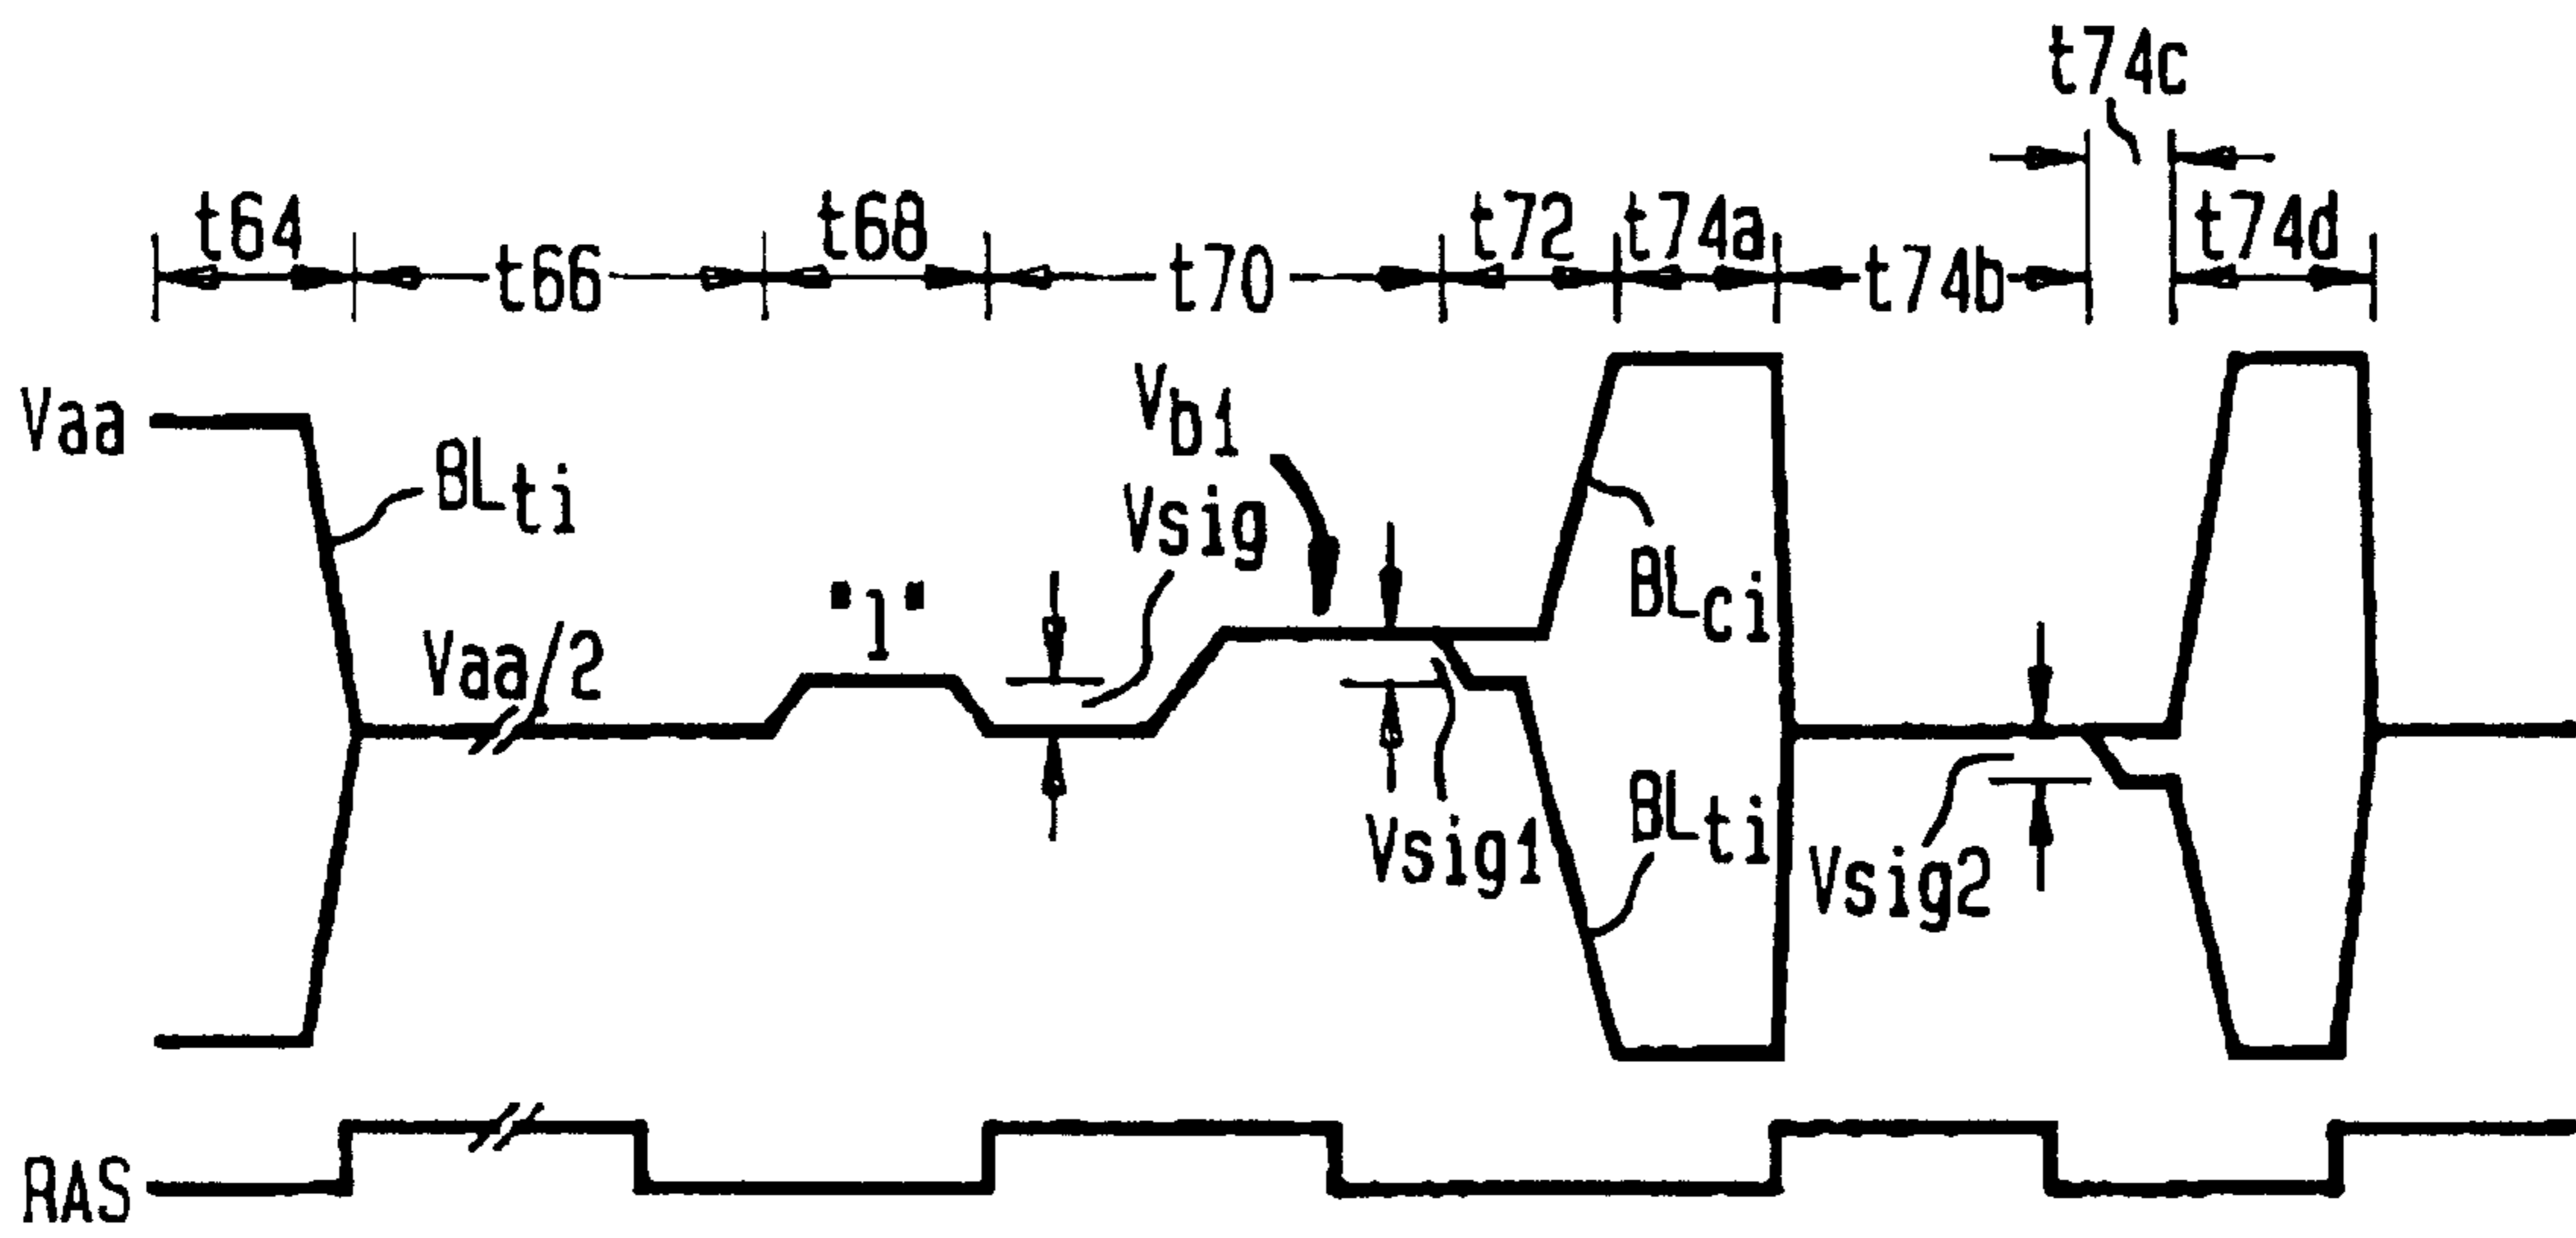 t74c
t64
t66
t68
t70
t72
t74a
t74b
t74d
Vaa
BLti
Vb1
Vsig
"1"
Vaa/2
BLci
Vsig1
BLti
Vsig2
RAS